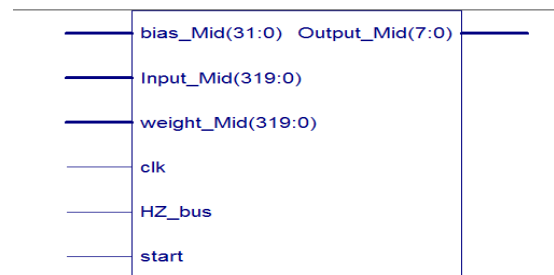 bias_Mid(31:0) Output_Mid(7:0)
Input_Mid(319:0)
weight_Mid(319:0)
clk
HZ_bus
start